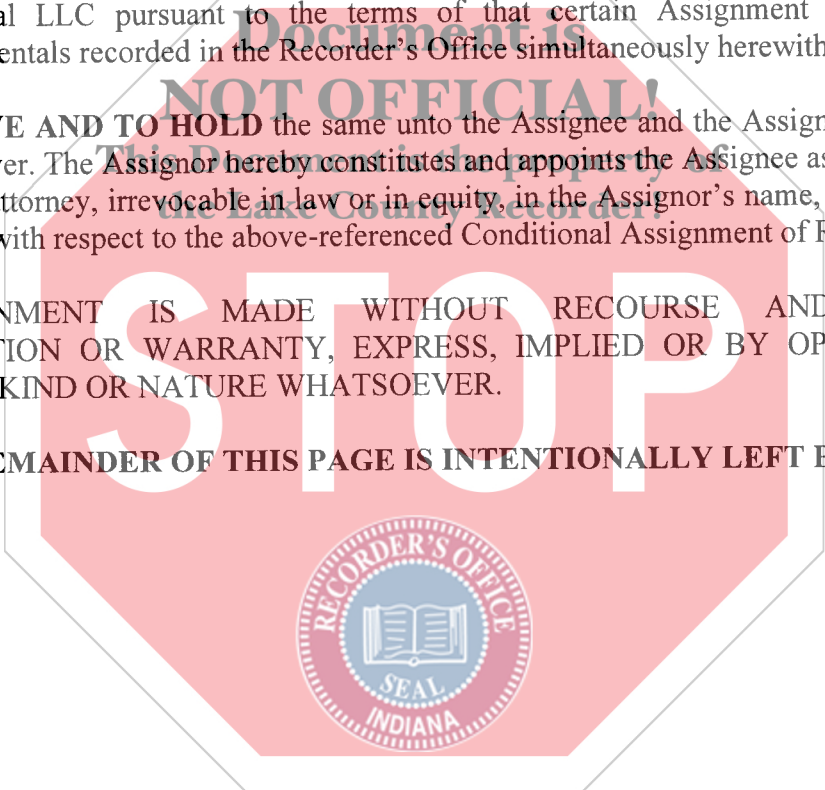 al LLC pursuant to the terms of that certain Assignment
Document is
entals recorded in the Recorder's Office simultaneously herewith
NOT OFFICIAL!
VE AND TO HOLD the same unto the Assignee and the Assign
This Document is the property of
er. The Assignor hereby constitutes and appoints the Assignee as
the Lake County Recorder!
ttorney, irrevocable in law or in equity, in the Assignor's name,
with respect to the above-referenced Conditional Assignment of R
NMENT IS MADE WITHOUT RECOURSE AND
TION OR WARRANTY, EXPRESS, IMPLIED OR BY OP
KIND OR NATURE WHATSOEVER.
STOP
EMAINDER OF THIS PAGE IS INTENTIONALLY LEFT B
RECORDER'S OFFICE
SEAL
INDIANA